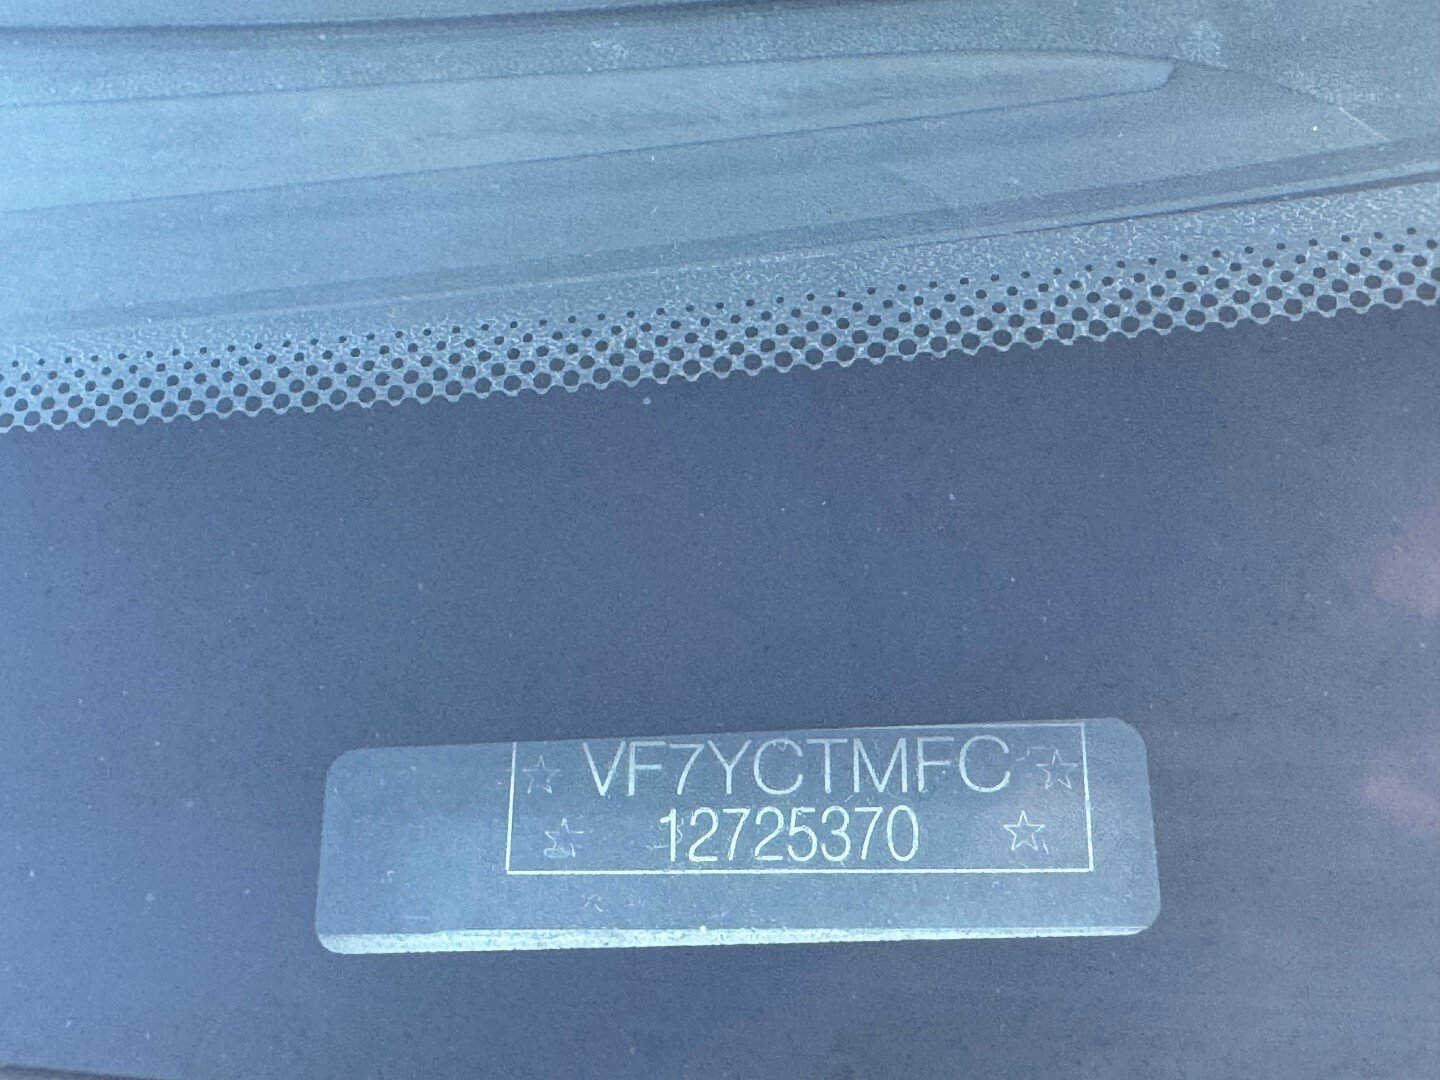 ☆ VF7YCTMFC ☆
☆ 12725370 ☆